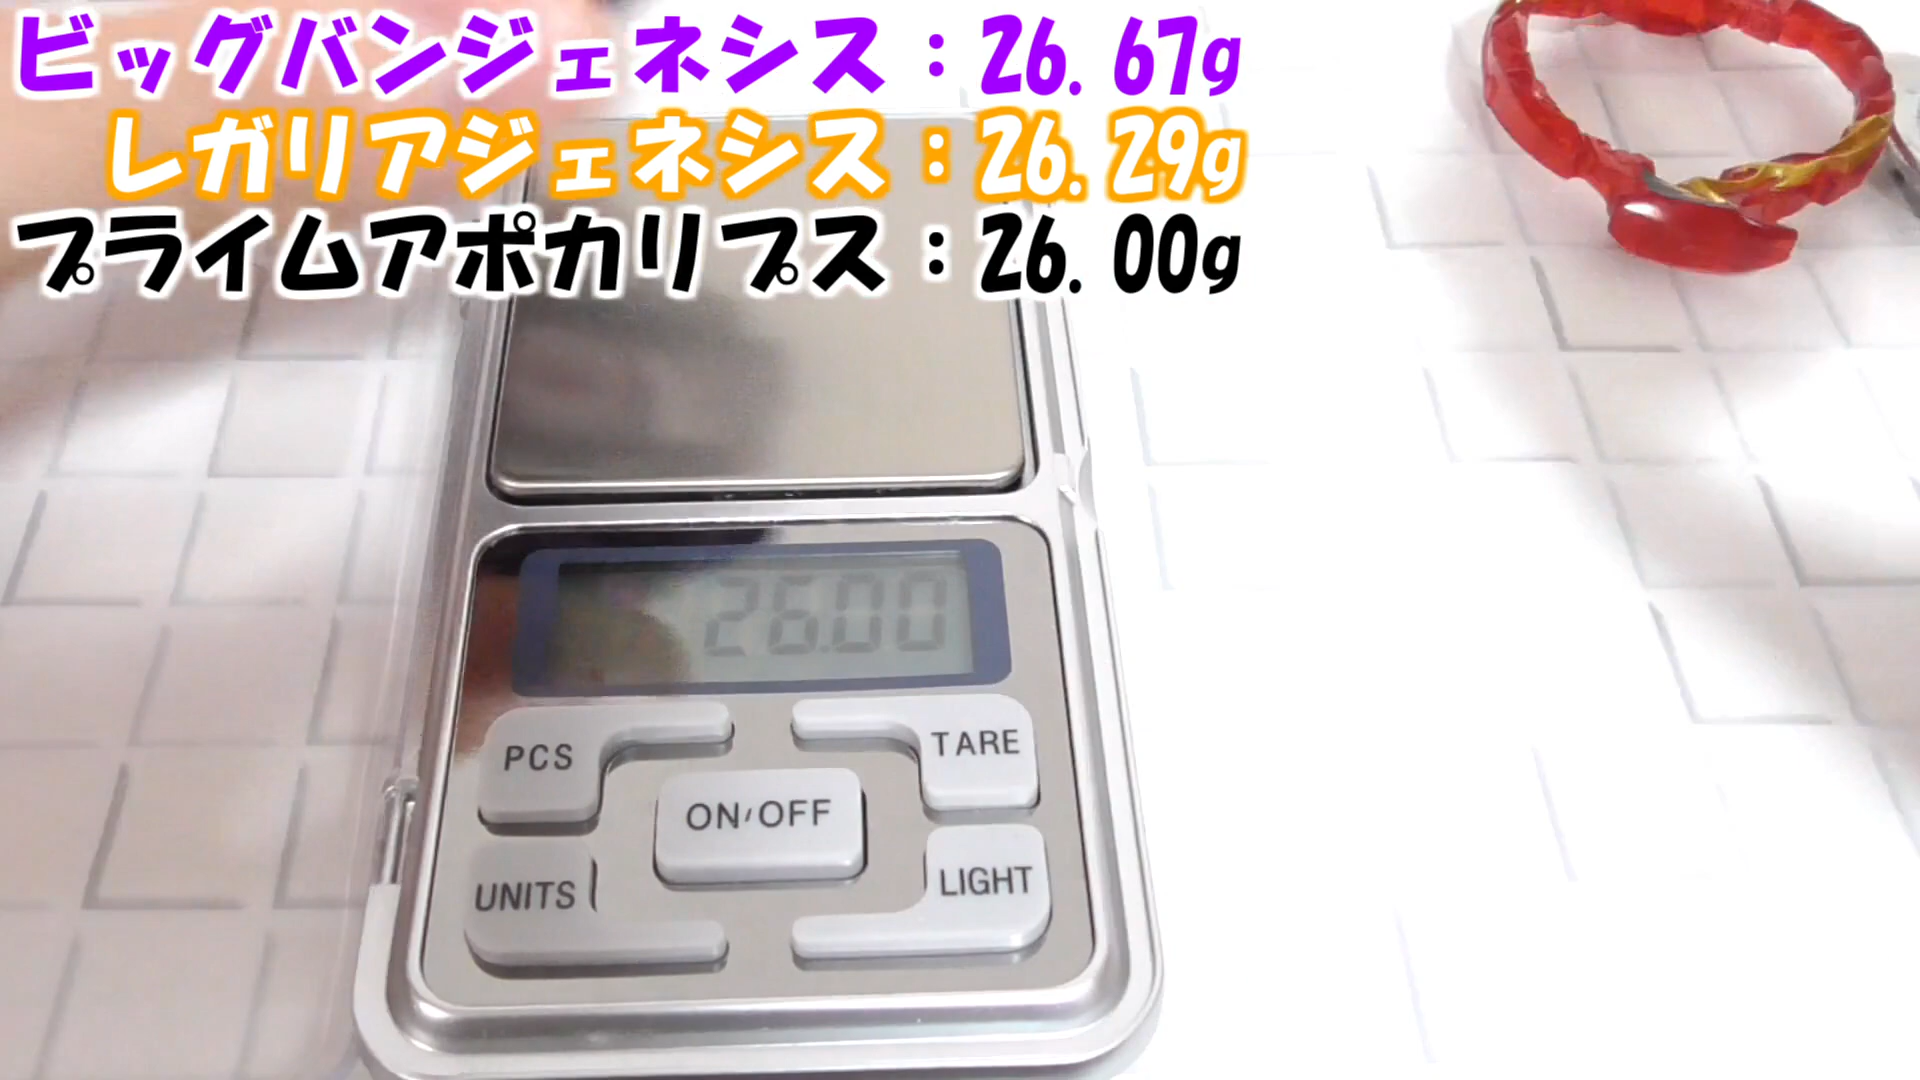 ビッグバンジェネシス：26.67g
レガリアジェネシス：26.29g
プライムアポカリプス：26.00g
26.00
PCS
TARE
ON/OFF
UNITS
LIGHT